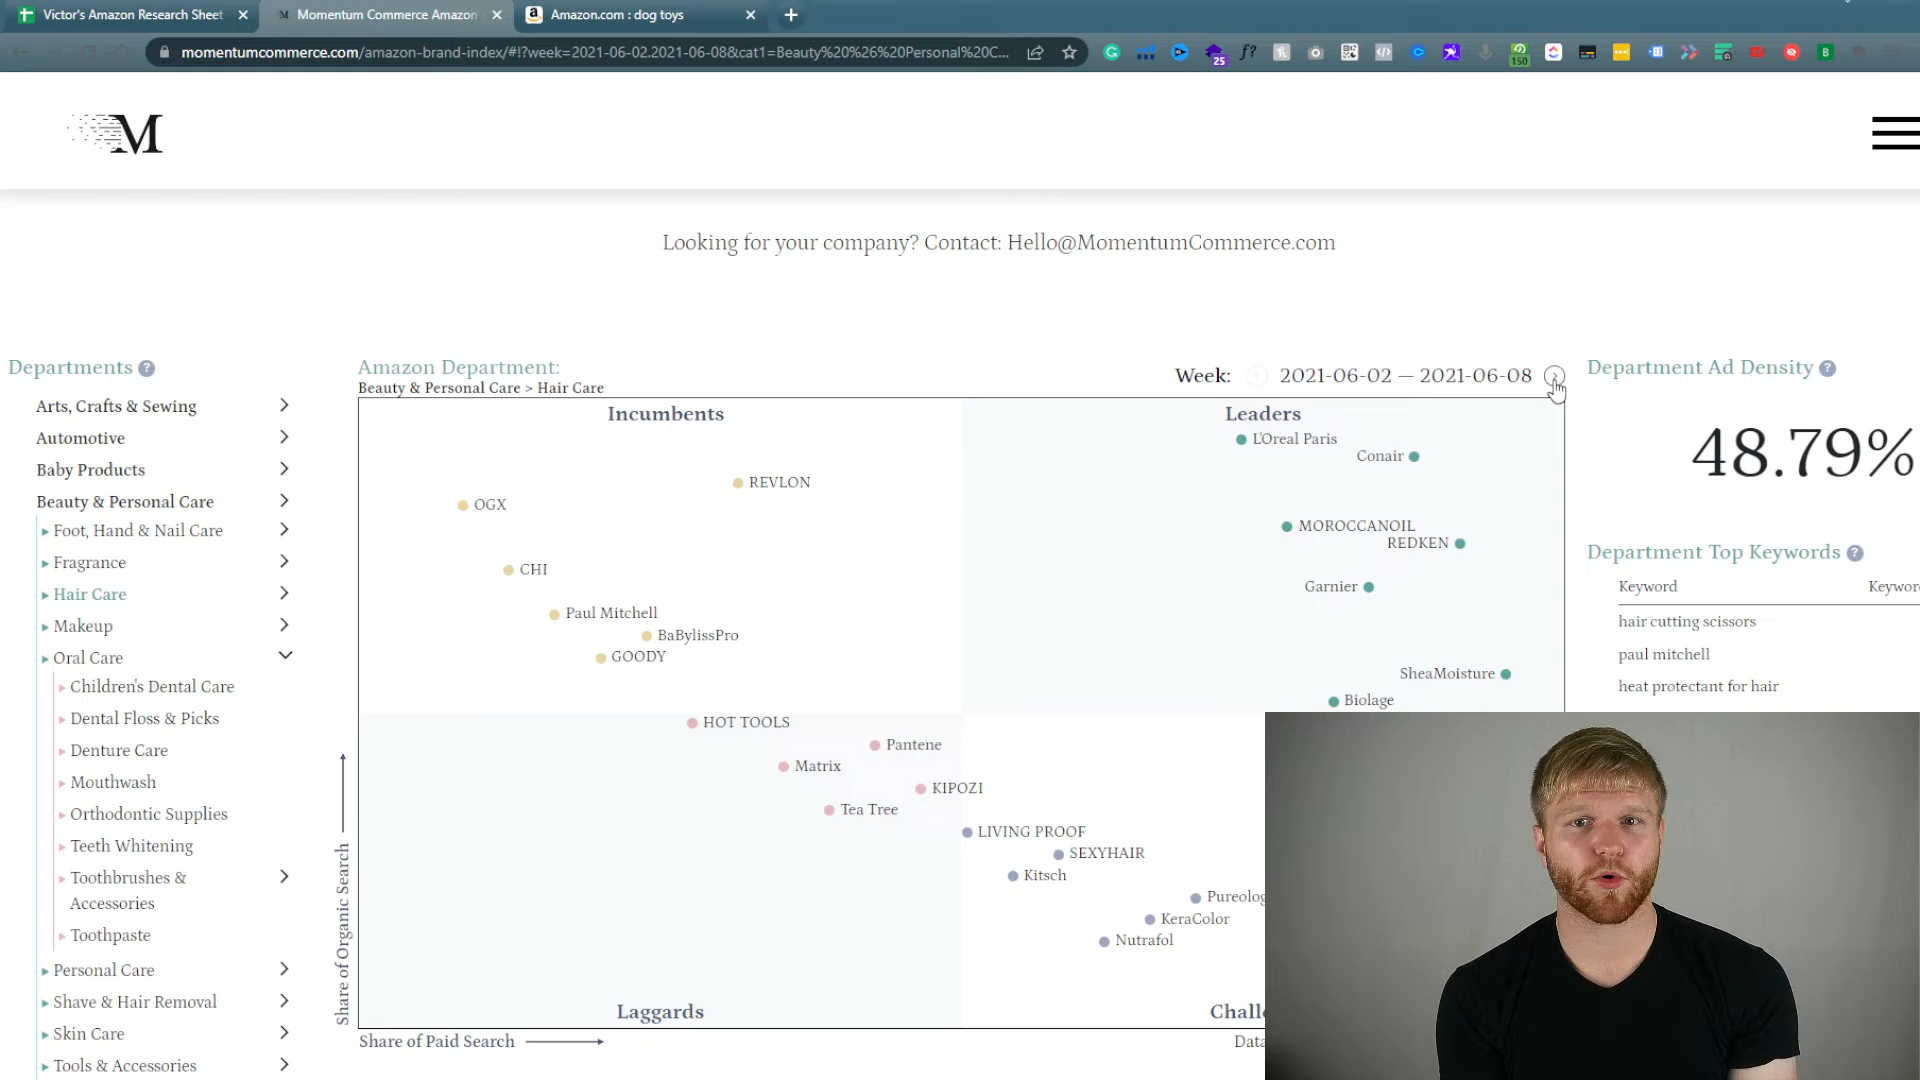 Victor's Amazon Research Sheet
Momentum Commerce Amazon
Amazon.com : dog toys
momentumcommerce.com/amazon-brand-index/#!?week=2021-06-02.2021-06-08&cat1=Beauty%20%26%20Personal%20C...
25
f?
150
B
M
Looking for your company? Contact: Hello@MomentumCommerce.com
Departments ?
Arts, Crafts & Sewing
Automotive
Baby Products
Beauty & Personal Care
Foot, Hand & Nail Care
Fragrance
Hair Care
Makeup
Oral Care
Children's Dental Care
Dental Floss & Picks
Denture Care
Mouthwash
Orthodontic Supplies
Teeth Whitening
Toothbrushes &
Accessories
Toothpaste
Personal Care
Shave & Hair Removal
Skin Care
Tools & Accessories
Amazon Department:
Beauty & Personal Care > Hair Care
Week: 2021-06-02 — 2021-06-08
Incumbents
Leaders
L'Oreal Paris
Conair
REVLON
OGX
MOROCCANOIL
REDKEN
CHI
Garnier
Paul Mitchell
BaBylissPro
GOODY
SheaMoisture
Biolage
HOT TOOLS
Pantene
Matrix
KIPOZI
Tea Tree
LIVING PROOF
SEXYHAIR
Kitsch
Pureolog
KeraColor
Nutrafol
Laggards
Challe
Share of Organic Search
Share of Paid Search
Data
Department Ad Density ?
48.79%
Department Top Keywords ?
Keyword
Keywor
hair cutting scissors
paul mitchell
heat protectant for hair